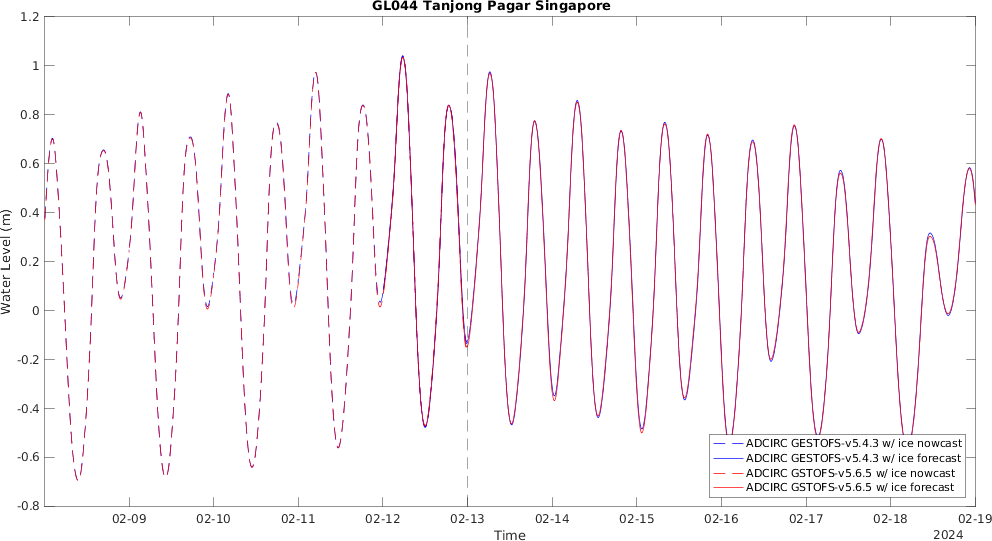 GL044 Tanjong Pagar Singapore
1.2
1
0.8
0.6
0.4
0.2
0
-0.2
-0.4
-0.6
-0.8
Water Level (m)
ADCIRC GESTOFS-v5.4.3 w/ ice nowcast
ADCIRC GESTOFS-v5.4.3 w/ ice forecast
ADCIRC GSTOFS-v5.6.5 w/ ice nowcast
ADCIRC GSTOFS-v5.6.5 w/ ice forecast
02-09 02-10 02-11 02-12 02-13 02-14 02-15 02-16 02-17 02-18 02-19
Time
2024